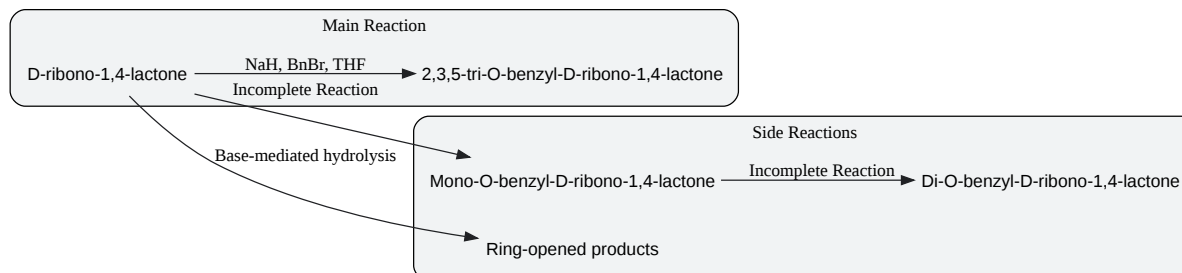 Main Reaction
D-ribono-1,4-lactone
NaH, BnBr, THF
2,3,5-tri-O-benzyl-D-ribono-1,4-lactone
Incomplete Reaction
Side Reactions
Base-mediated hydrolysis
Mono-O-benzyl-D-ribono-1,4-lactone
Incomplete Reaction
Di-O-benzyl-D-ribono-1,4-lactone
Ring-opened products